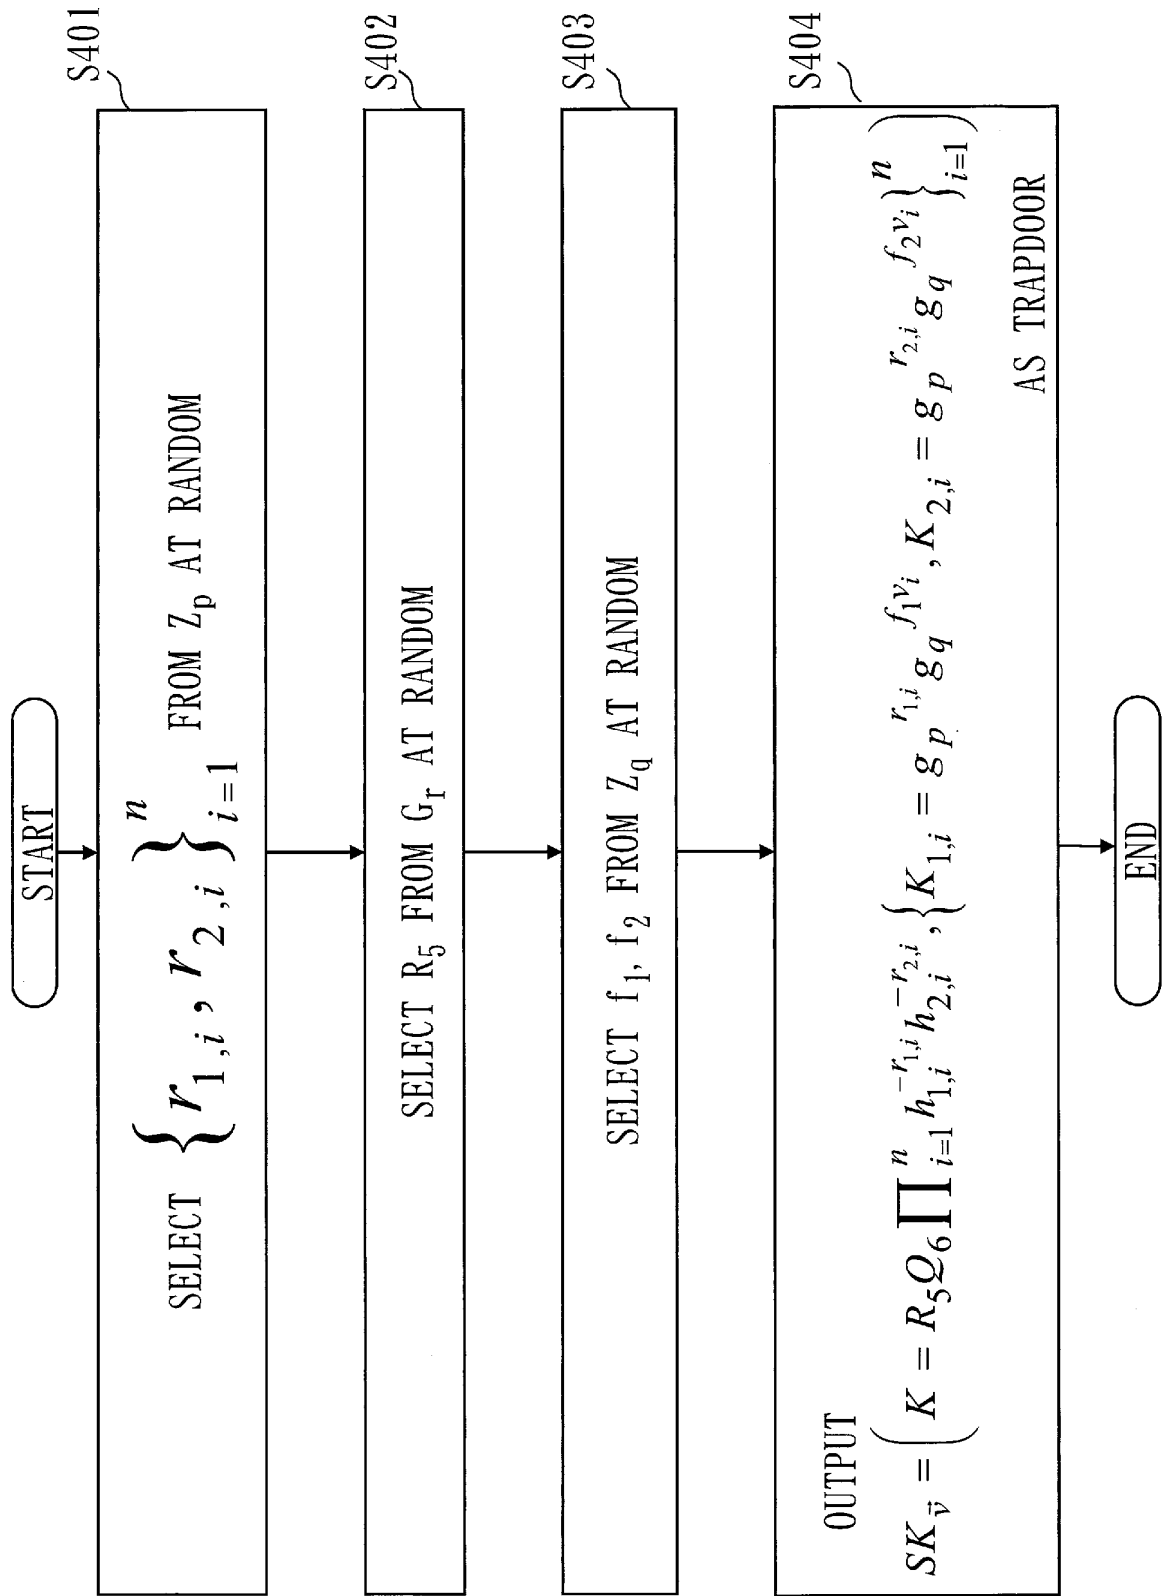 START
S401
SELECT {r_{1,i}, r_{2,i}}_{i=1}^{n} FROM Z_p AT RANDOM
S402
SELECT R_5 FROM G_r AT RANDOM
S403
SELECT f_1, f_2 FROM Z_q AT RANDOM
S404
OUTPUT
SK_{\vec{v}} = ( K = R_5 Q_6 ∏_{i=1}^{n} h_{1,i}^{-r_{1,i}} h_{2,i}^{-r_{2,i}}, {K_{1,i} = g_p^{r_{1,i}} g_q^{f_1 v_i}, K_{2,i} = g_p^{r_{2,i}} g_q^{f_2 v_i}}_{i=1}^{n} )
AS TRAPDOOR
END